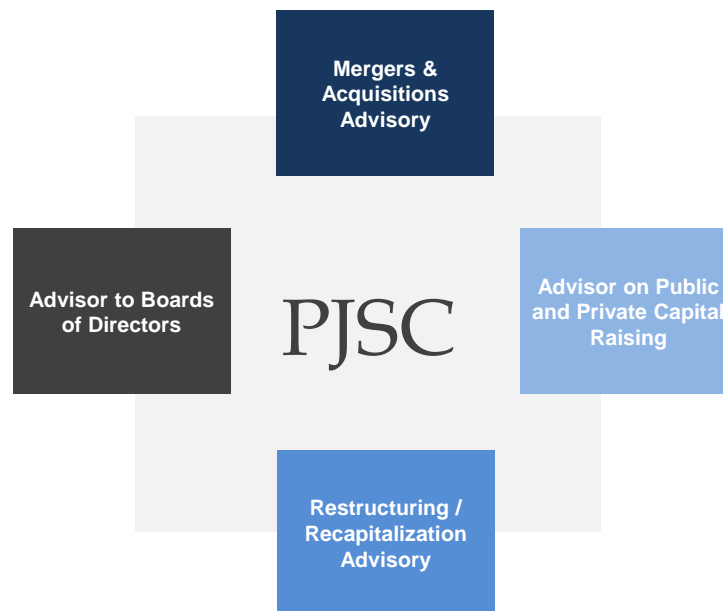 Mergers &
Acquisitions
Advisory
Advisor to Boards
of Directors
PJSC
Advisor on Public
and Private Capital
Raising
Restructuring /
Recapitalization
Advisory